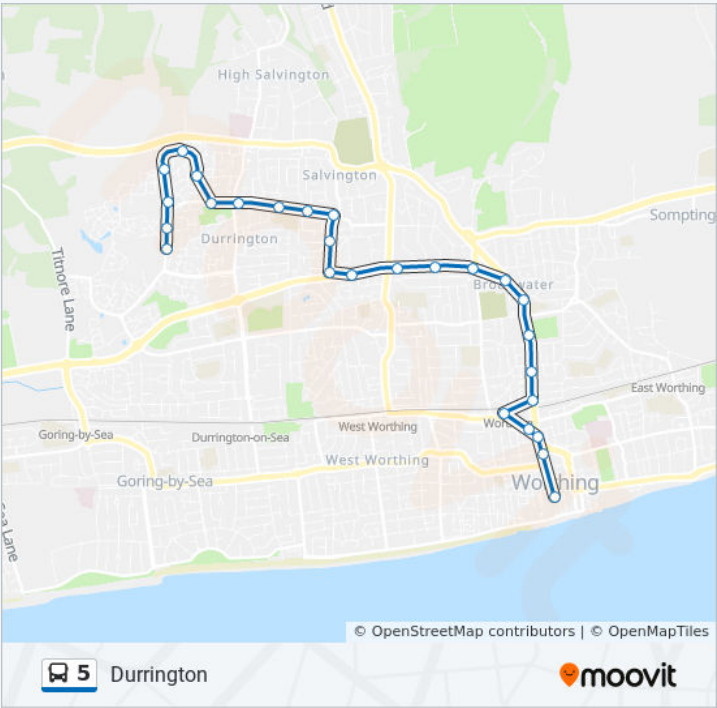 High Salvington
Salvington
Sompting
Durrington
Titnore Lane
Broadwater
East Worthing
Goring-by-Sea
Durrington-on-Sea
West Worthing
West Worthing
Goring-by-Sea
Worthing
Sea Lane
© OpenStreetMap contributors | © OpenMapTiles
5 Durrington
moovit